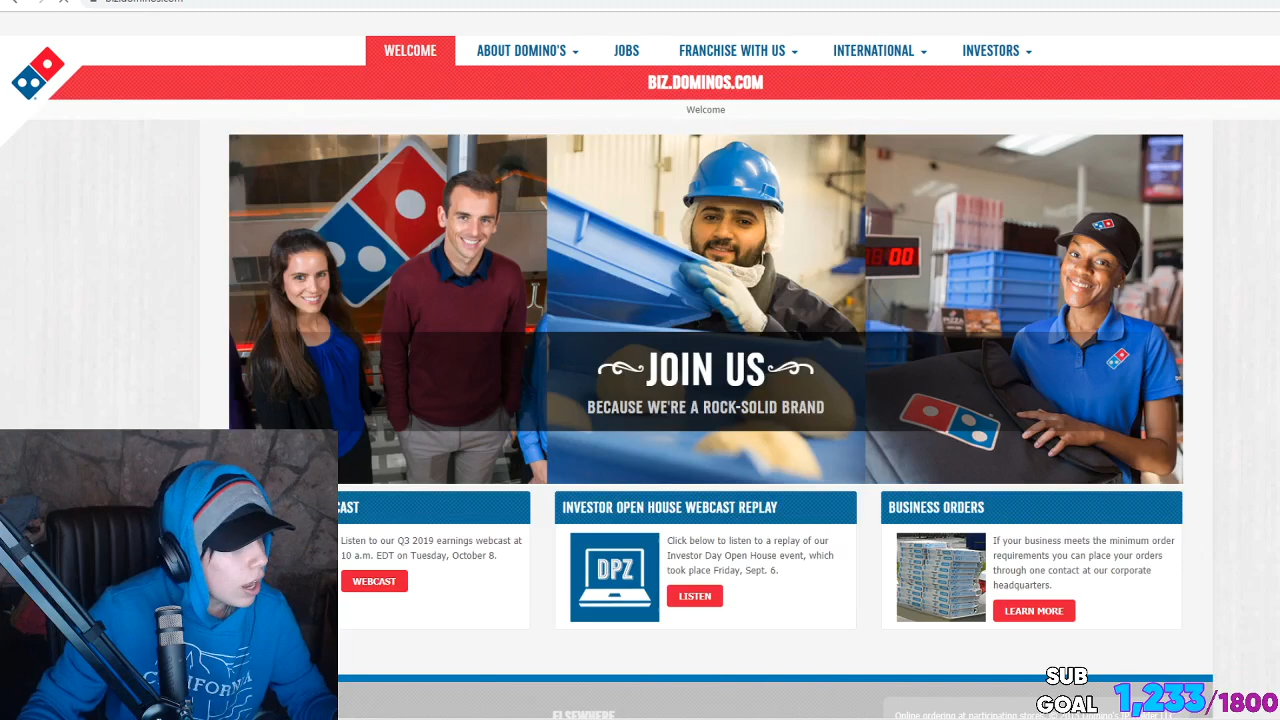 WELCOME
ABOUT DOMINO'S
JOBS
FRANCHISE WITH US
INTERNATIONAL
INVESTORS
BIZ.DOMINOS.COM
Welcome
:00
PIZZA
JOIN US
BECAUSE WE'RE A ROCK-SOLID BRAND
CAST
Listen to our Q3 2019 earnings webcast at
10 a.m. EDT on Tuesday, October 8.
WEBCAST
INVESTOR OPEN HOUSE WEBCAST REPLAY
DPZ
Click below to listen to a replay of our
Investor Day Open House event, which
took place Friday, Sept. 6.
LISTEN
BUSINESS ORDERS
If your business meets the minimum order
requirements you can place your orders
through one contact at our corporate
headquarters.
LEARN MORE
CALIFORNIA
ELSEWHERE
SUB
GOAL
1,233/1800